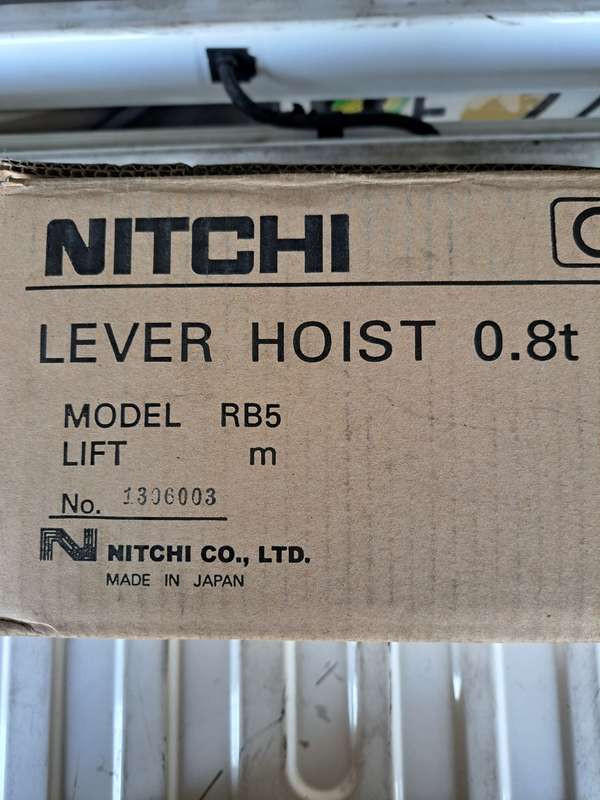 NITCHI
LEVER HOIST 0.8t
MODEL RB5
LIFT m
No. 1306003
NITCHI CO., LTD.
MADE IN JAPAN